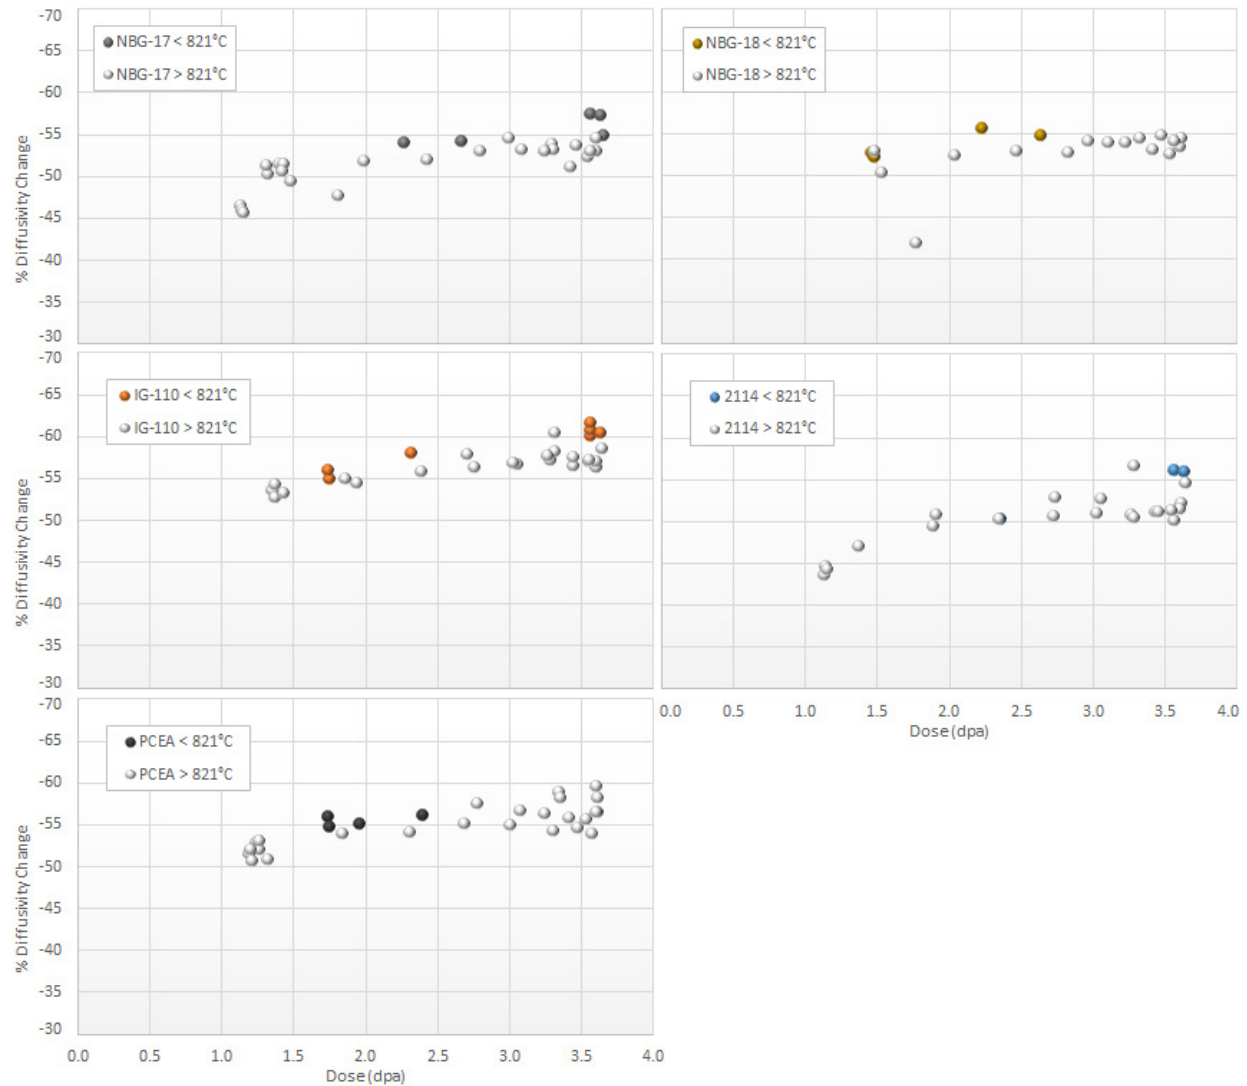 -70
-65
-60
-55
-50
-45
-40
-35
-30
% Diffusivity Change
NBG-17 < 821°C
NBG-17 > 821°C
NBG-18 < 821°C
NBG-18 > 821°C
-70
-65
-60
-55
-50
-45
-40
-35
-30
% Diffusivity Change
IG-110 < 821°C
IG-110 > 821°C
2114 < 821°C
2114 > 821°C
0.0 0.5 1.0 1.5 2.0 2.5 3.0 3.5 4.0
Dose (dpa)
-70
-65
-60
-55
-50
-45
-40
-35
-30
% Diffusivity Change
PCEA < 821°C
PCEA > 821°C
0.0 0.5 1.0 1.5 2.0 2.5 3.0 3.5 4.0
Dose (dpa)